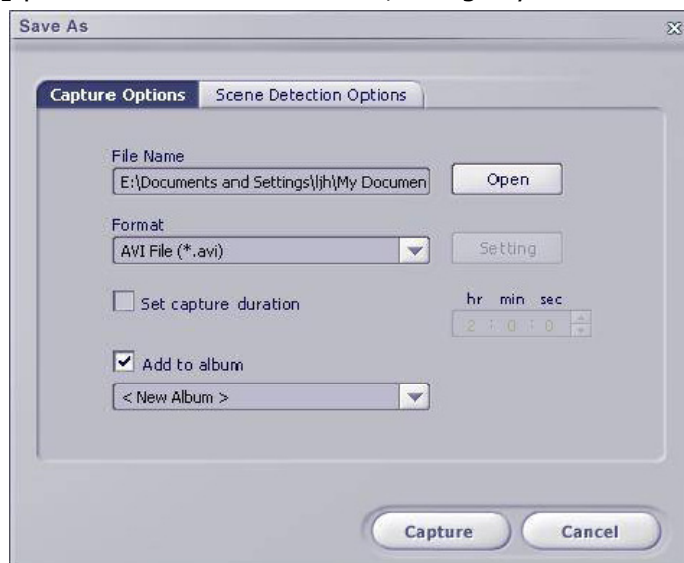 Save As
Capture Options Scene Detection Options
File Name
E:\Documents and Settings\ljh\My Documen Open
Format
AVI File (*.avi) Setting
Set capture duration hr min sec
2 : 0 : 0
Add to album
< New Album >
Capture Cancel